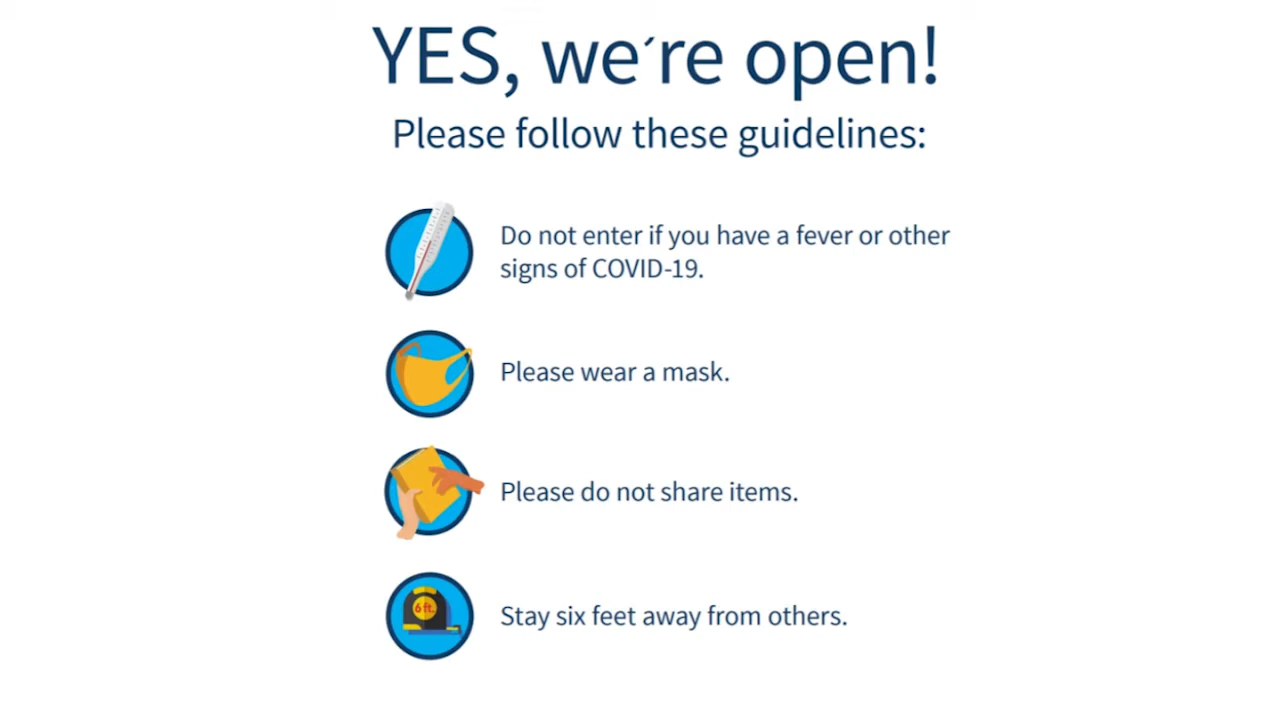 YES, we´re open!
Please follow these guidelines:
Do not enter if you have a fever or other
signs of COVID-19.
Please wear a mask.
Please do not share items.
6 ft.
Stay six feet away from others.